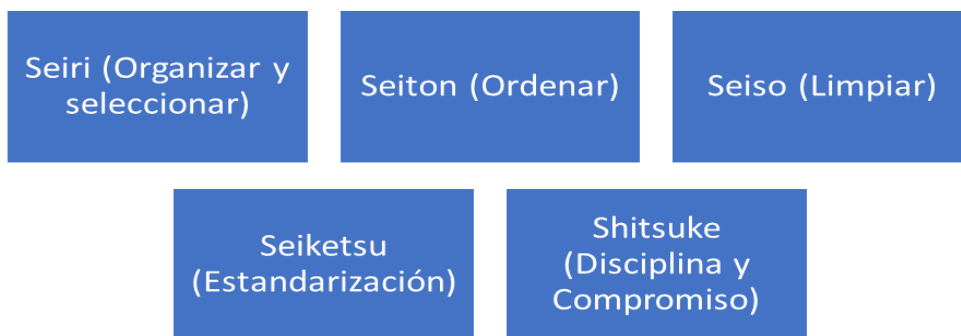 Seiri (Organizar y
seleccionar)
Seiton (Ordenar)
Seiso (Limpiar)
Seiketsu
(Estandarización)
Shitsuke
(Disciplina y
Compromiso)